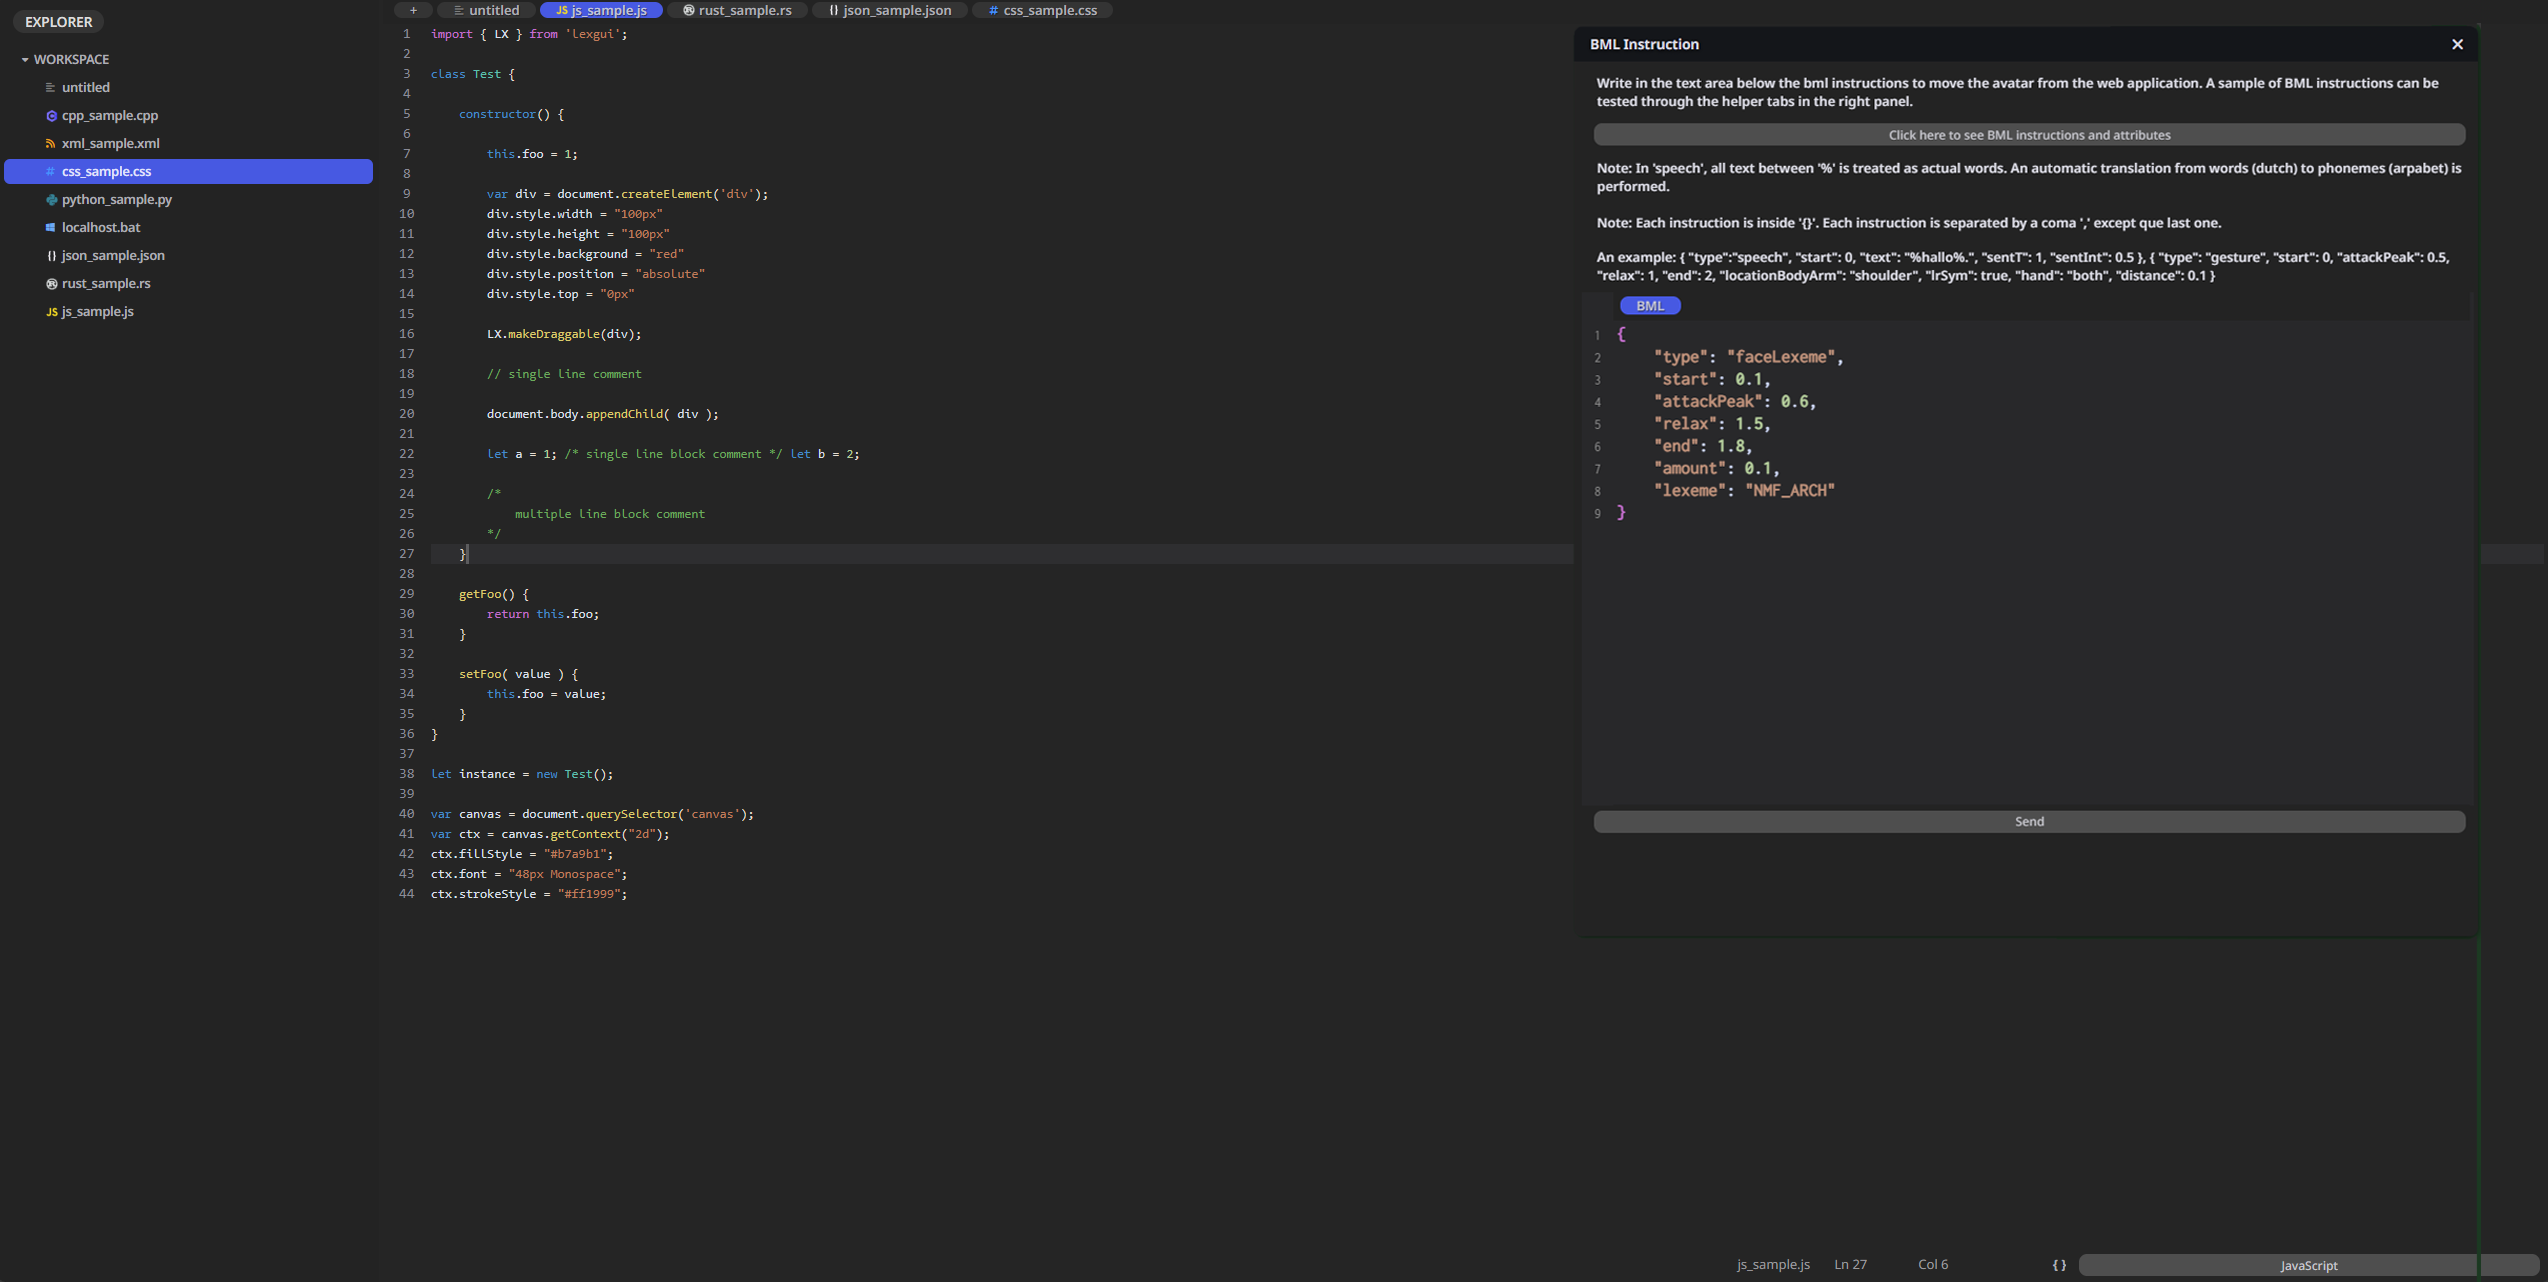 EXPLORER
WORKSPACE
untitled
cpp_sample.cpp
xml_sample.xml
# css_sample.css
python_sample.py
localhost.bat
{} json_sample.json
rust_sample.rs
JS js_sample.js
+ untitled JS js_sample.js rust_sample.rs {} json_sample.json # css_sample.css
1 import { LX } from 'lexgui';
2
3 class Test {
4
5 constructor() {
6
7 this.foo = 1;
8
9 var div = document.createElement('div');
10 div.style.width = "100px"
11 div.style.height = "100px"
12 div.style.background = "red"
13 div.style.position = "absolute"
14 div.style.top = "0px"
15
16 LX.makeDraggable(div);
17
18 // single line comment
19
20 document.body.appendChild( div );
21
22 let a = 1; /* single line block comment */ let b = 2;
23
24 /*
25 multiple line block comment
26 */
27 }
28
29 getFoo() {
30 return this.foo;
31 }
32
33 setFoo( value ) {
34 this.foo = value;
35 }
36 }
37
38 let instance = new Test();
39
40 var canvas = document.querySelector('canvas');
41 var ctx = canvas.getContext("2d");
42 ctx.fillStyle = "#b7a9b1";
43 ctx.font = "48px Monospace";
44 ctx.strokeStyle = "#ff1999";
BML Instruction ×
Write in the text area below the bml instructions to move the avatar from the web application. A sample of BML instructions can be
tested through the helper tabs in the right panel.
Click here to see BML instructions and attributes
Note: In 'speech', all text between '%' is treated as actual words. An automatic translation from words (dutch) to phonemes (arpabet) is
performed.
Note: Each instruction is inside '{}'. Each instruction is separated by a coma ',' except que last one.
An example: { "type":"speech", "start": 0, "text": "%hallo%.", "sentT": 1, "sentInt": 0.5 }, { "type": "gesture", "start": 0, "attackPeak": 0.5,
"relax": 1, "end": 2, "locationBodyArm": "shoulder", "lrSym": true, "hand": "both", "distance": 0.1 }
BML
1 {
2 "type": "faceLexeme",
3 "start": 0.1,
4 "attackPeak": 0.6,
5 "relax": 1.5,
6 "end": 1.8,
7 "amount": 0.1,
8 "lexeme": "NMF_ARCH"
9 }
Send
js_sample.js Ln 27 Col 6 {} JavaScript